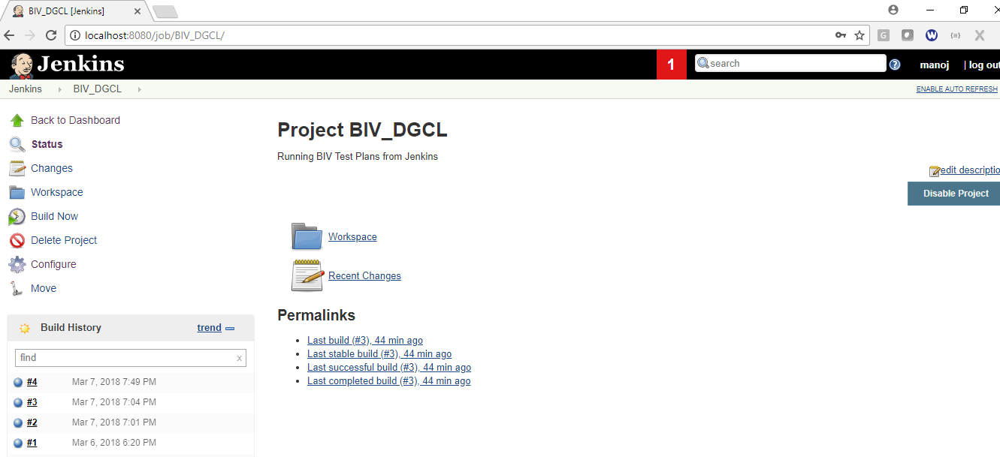 BIV_DGCL [Jenkins]
localhost:8080/job/BIV_DGCL/
Jenkins
1
search
manoj
| log out
Jenkins
BIV_DGCL
ENABLE AUTO REFRESH
Back to Dashboard
Status
Changes
Workspace
Build Now
Delete Project
Configure
Move
Project BIV_DGCL
Running BIV Test Plans from Jenkins
edit descriptio
Disable Project
Workspace
Recent Changes
Permalinks
Last build (#3), 44 min ago
Last stable build (#3), 44 min ago
Last successful build (#3), 44 min ago
Last completed build (#3), 44 min ago
Build History
trend
find
x
#4 Mar 7, 2018 7:49 PM
#3 Mar 7, 2018 7:04 PM
#2 Mar 7, 2018 7:01 PM
#1 Mar 6, 2018 6:20 PM